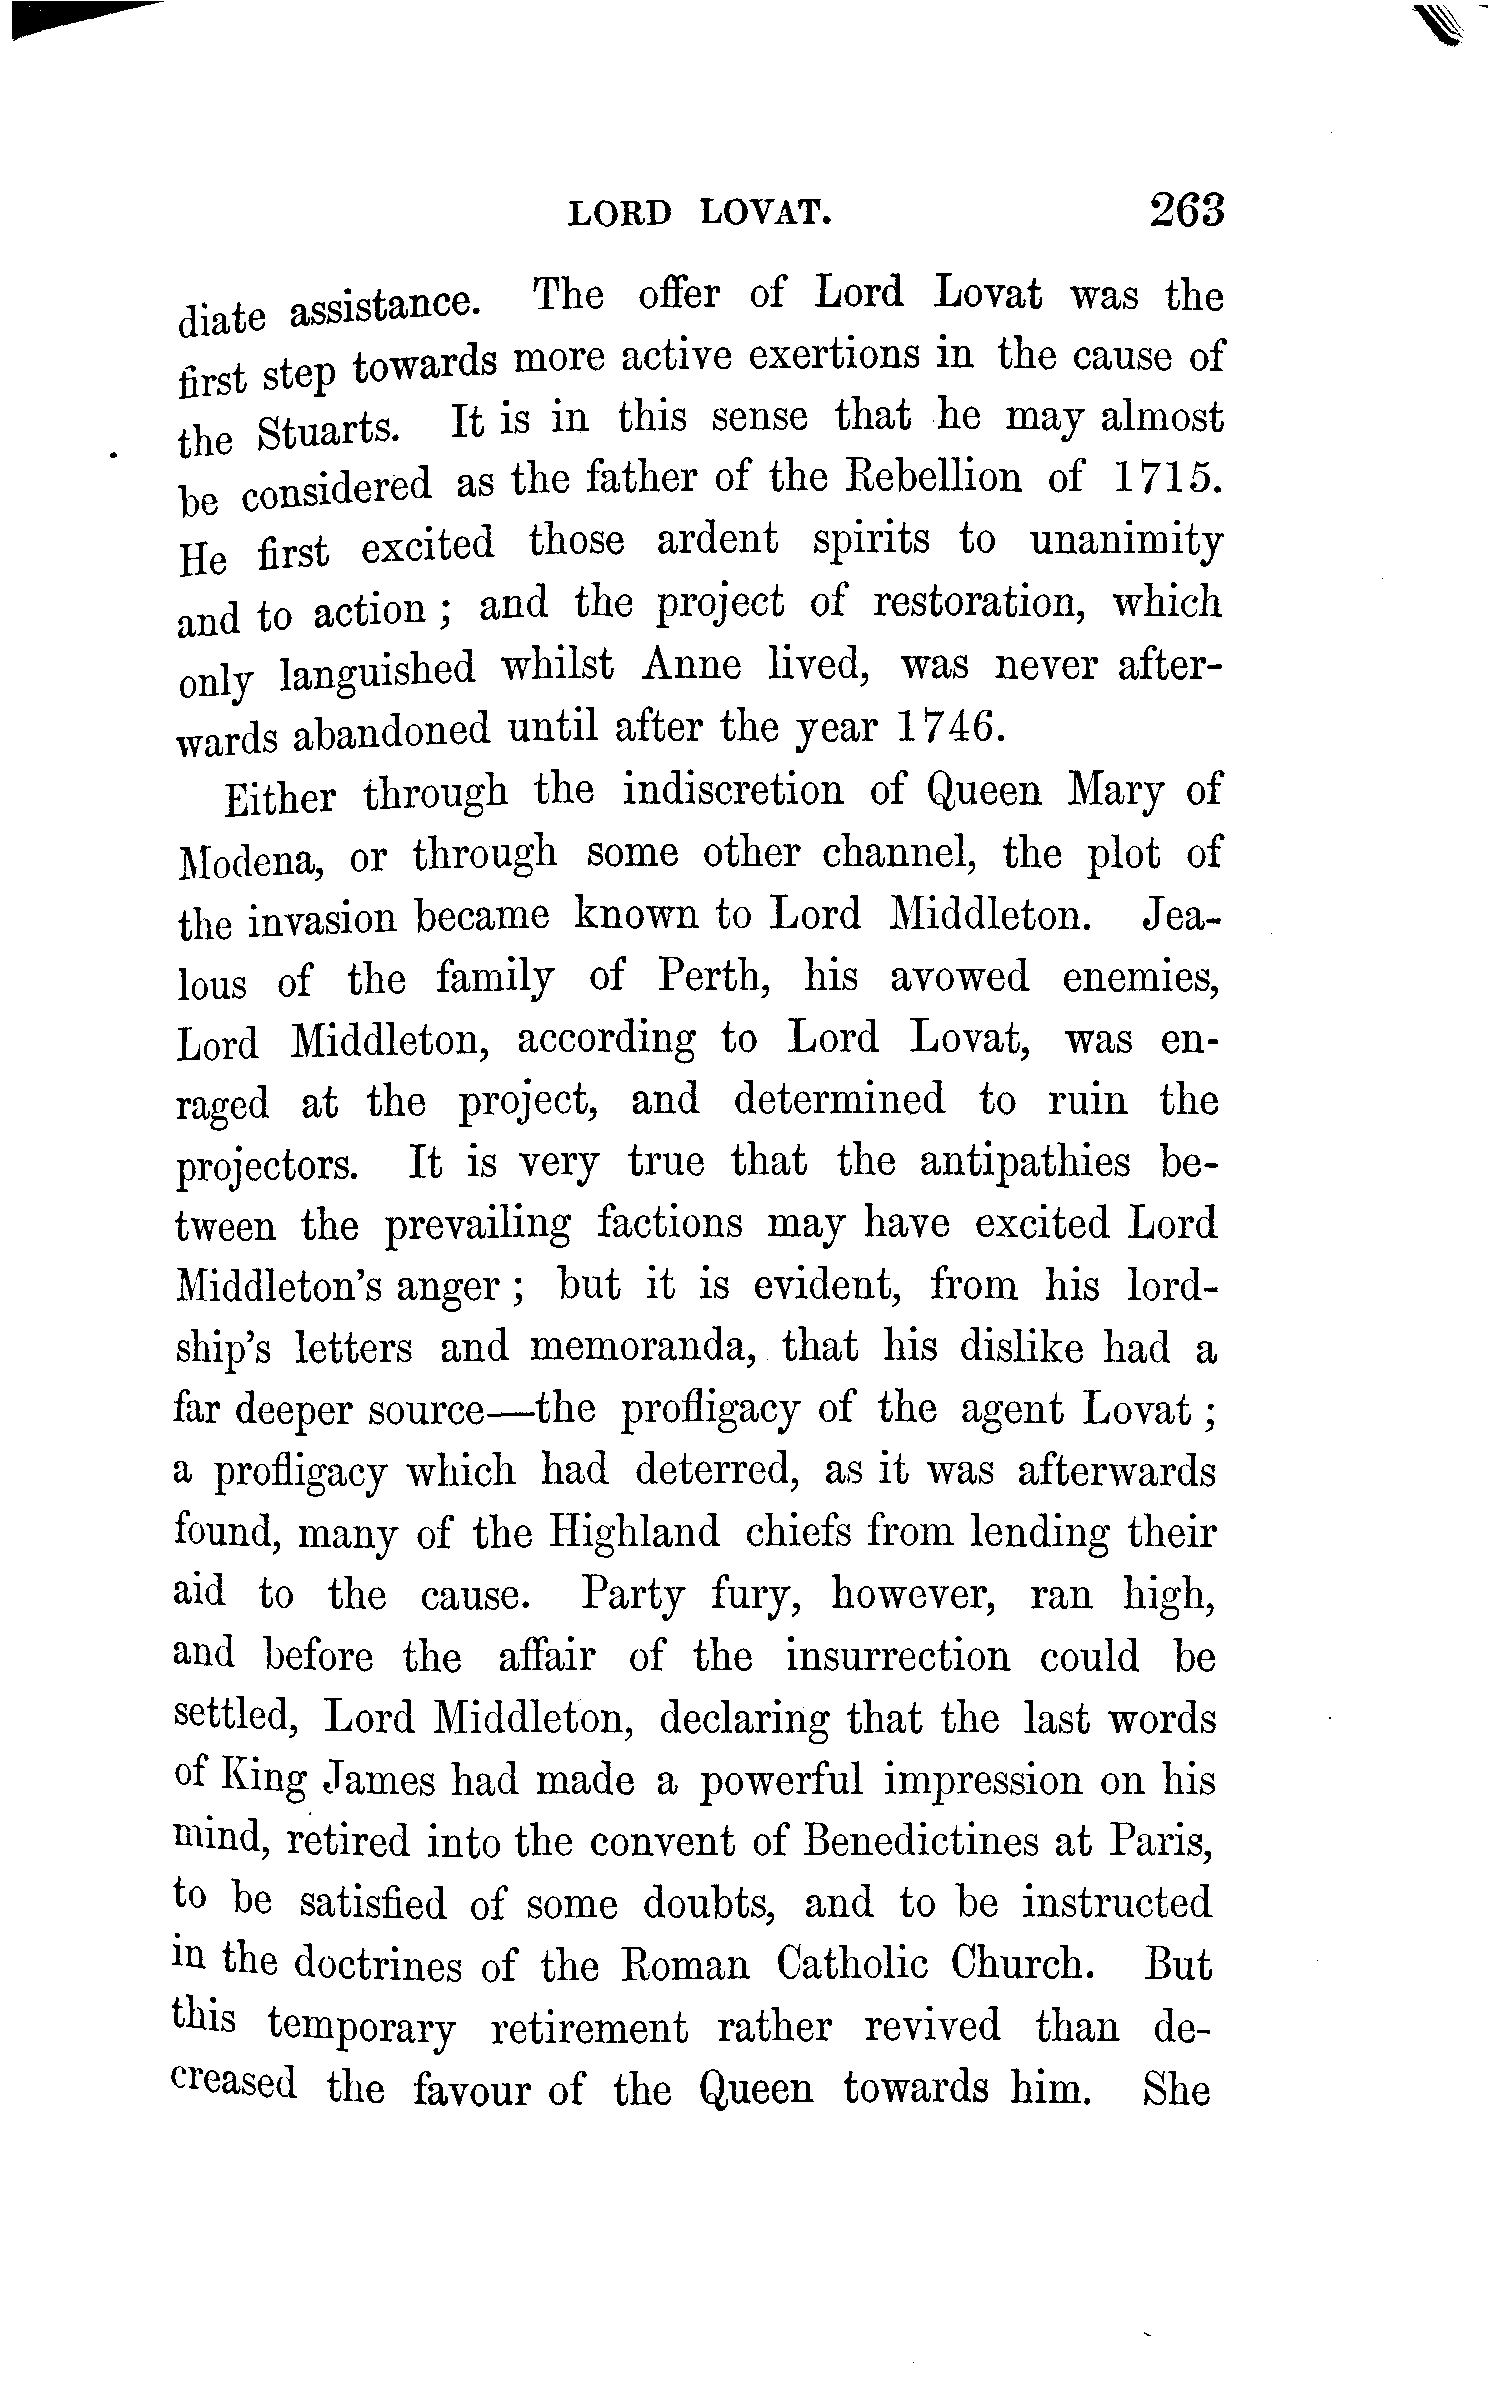 LORD LOVAT. 263
diate assistance. The offer of Lord Lovat was the
first step towards more active exertions in the cause of
the Stuarts. It is in this sense that he may almost
be considered as the father of the Rebellion of 1715.
He first excited those ardent spirits to unanimity
and to action ; and the project of restoration, which
only languished whilst Anne lived, was never after-
wards abandoned until after the year 1746.
Either through the indiscretion of Queen Mary of
Modena, or through some other channel, the plot of
the invasion became known to Lord Middleton. Jea-
lous of the family of Perth, his avowed enemies,
Lord Middleton, according to Lord Lovat, was en-
raged at the project, and determined to ruin the
projectors. It is very true that the antipathies be-
tween the prevailing factions may have excited Lord
Middleton's anger ; but it is evident, from his lord-
ship's letters and memoranda, that his dislike had a
far deeper source—the profligacy of the agent Lovat ;
a profligacy which had deterred, as it was afterwards
found, many of the Highland chiefs from lending their
aid to the cause. Party fury, however, ran high,
and before the affair of the insurrection could be
settled, Lord Middleton, declaring that the last words
of King James had made a powerful impression on his
mind, retired into the convent of Benedictines at Paris,
to be satisfied of some doubts, and to be instructed
in the doctrines of the Roman Catholic Church. But
this temporary retirement rather revived than de-
creased the favour of the Queen towards him. She